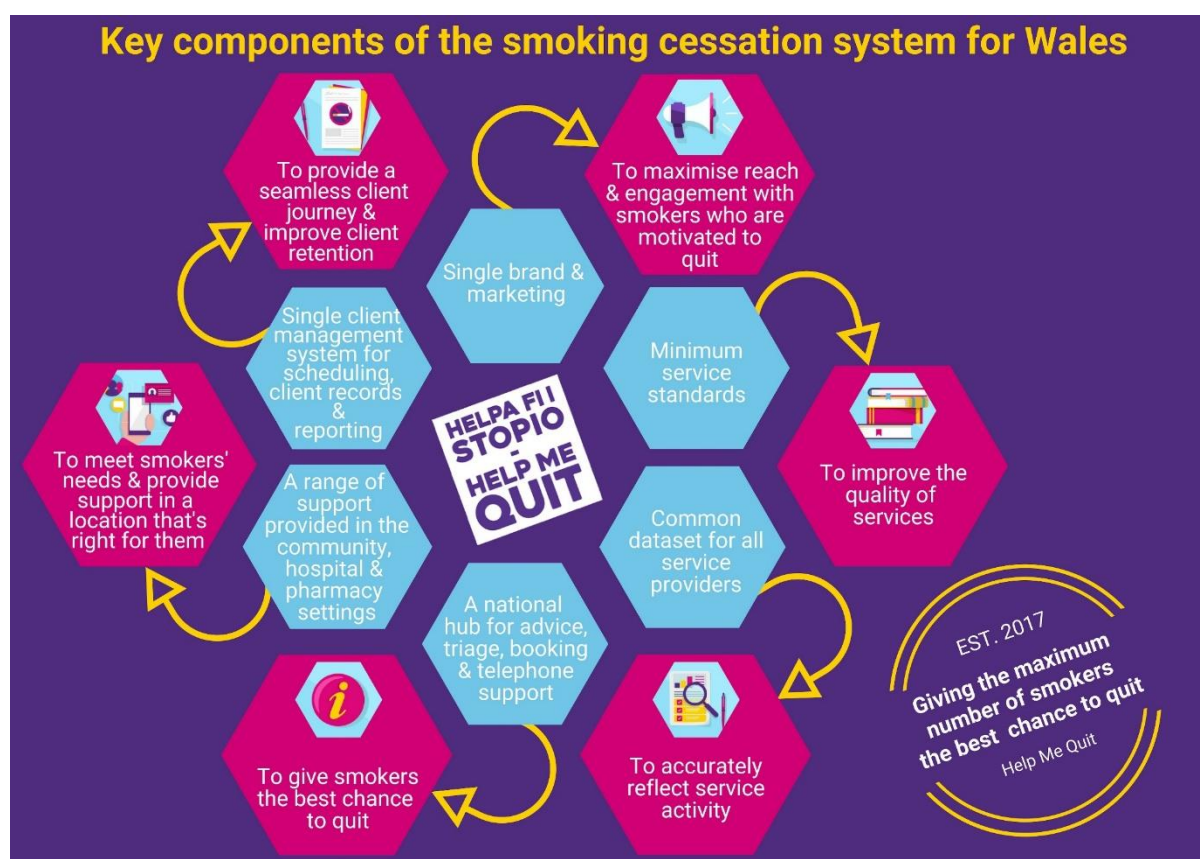 Key components of the smoking cessation system for Wales
To provide a
seamless client
journey &
improve client
retention
To maximise reach
& engagement with
smokers who are
motivated to
quit
Single brand &
marketing
Single client
management
system for
scheduling,
client records
&
reporting
Minimum
service
standards
To meet smokers'
needs & provide
support in a
location that's
right for them
HELPA FI I
STOPIO
-
HELP ME
QUIT
To improve the
quality of
services
A range of
support
provided in the
community,
hospital &
pharmacy
settings
Common
dataset for all
service
providers
A national
hub for advice,
triage, booking
& telephone
support
To give smokers
the best chance
to quit
To accurately
reflect service
activity
EST. 2017
Giving the maximum
number of smokers
the best chance to quit
Help Me Quit